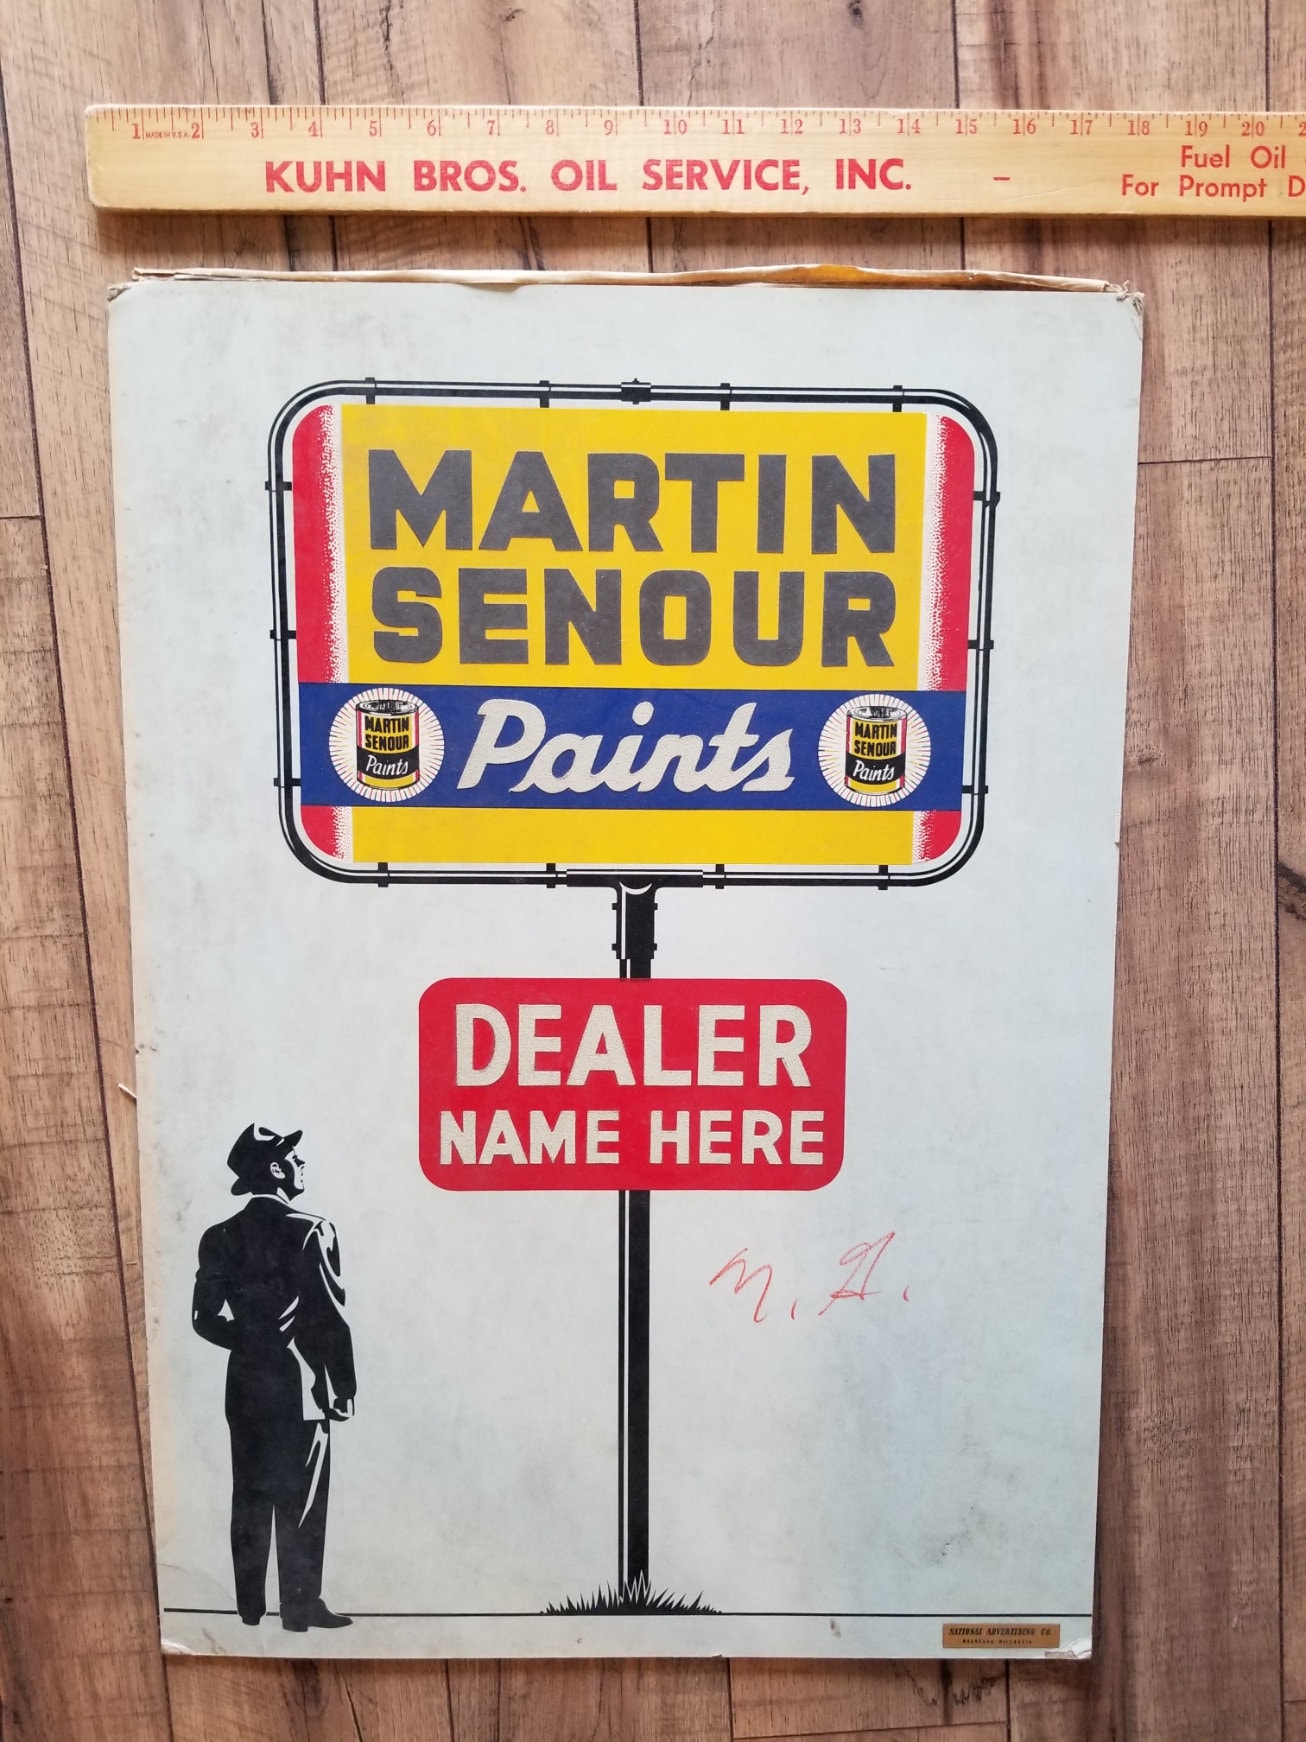 1 MADE IN U.S.A. 2 3 4 5 6 7 8 9 10 11 12 13 14 15 16 17 18 19 20
KUHN BROS. OIL SERVICE, INC. – Fuel Oil
For Prompt D
MARTIN
SENOUR
Paints
MARTIN
SENOUR
Paints
MARTIN
SENOUR
Paints
DEALER
NAME HERE
NATIONAL ADVERTISING CO.